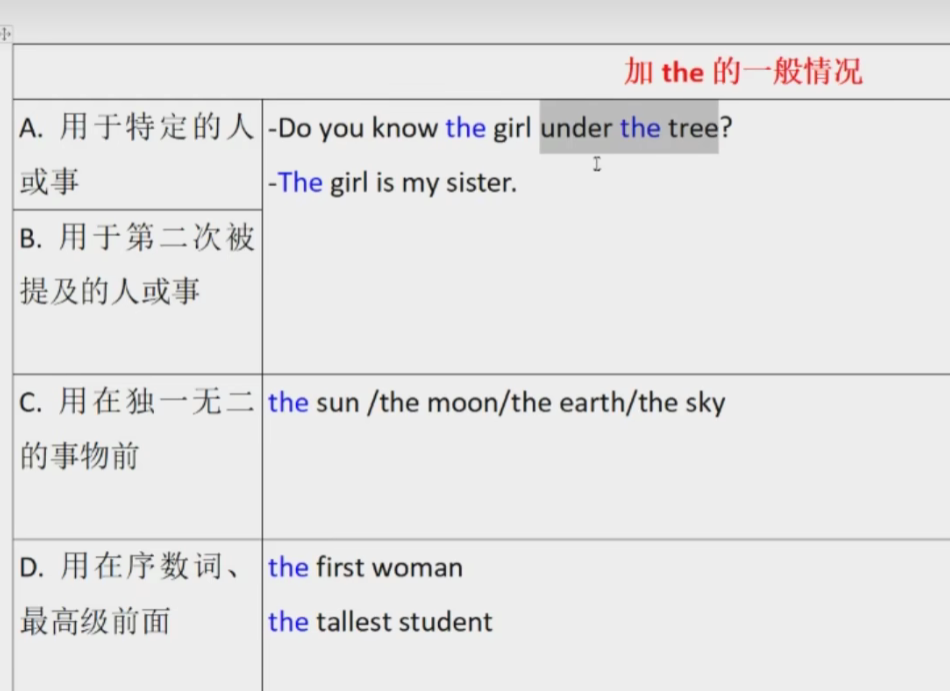 加 the 的一般情况
A. 用于特定的人
或事
-Do you know the girl under the tree?
-The girl is my sister.
B. 用于第二次被
提及的人或事
C. 用在独一无二
的事物前
the sun /the moon/the earth/the sky
D. 用在序数词、
最高级前面
the first woman
the tallest student